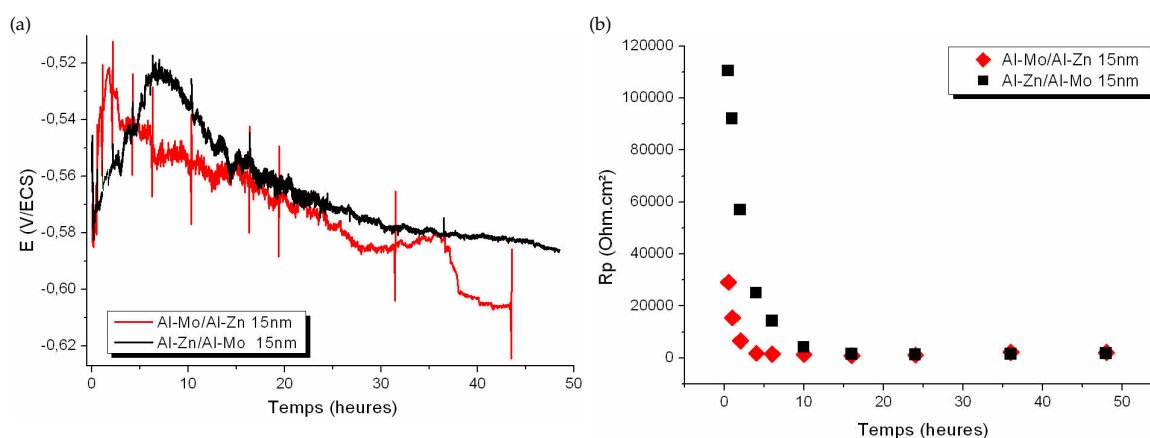 (a)
-0,52
-0,54
-0,56
-0,58
-0,60
-0,62
E (V/ECS)
Al-Mo/Al-Zn 15nm
Al-Zn/Al-Mo 15nm
0 10 20 30 40 50
Temps (heures)
(b)
120000
100000
80000
60000
40000
20000
0
Rp (Ohm.cm²)
Al-Mo/Al-Zn 15nm
Al-Zn/Al-Mo 15nm
0 10 20 30 40 50
Temps (heures)